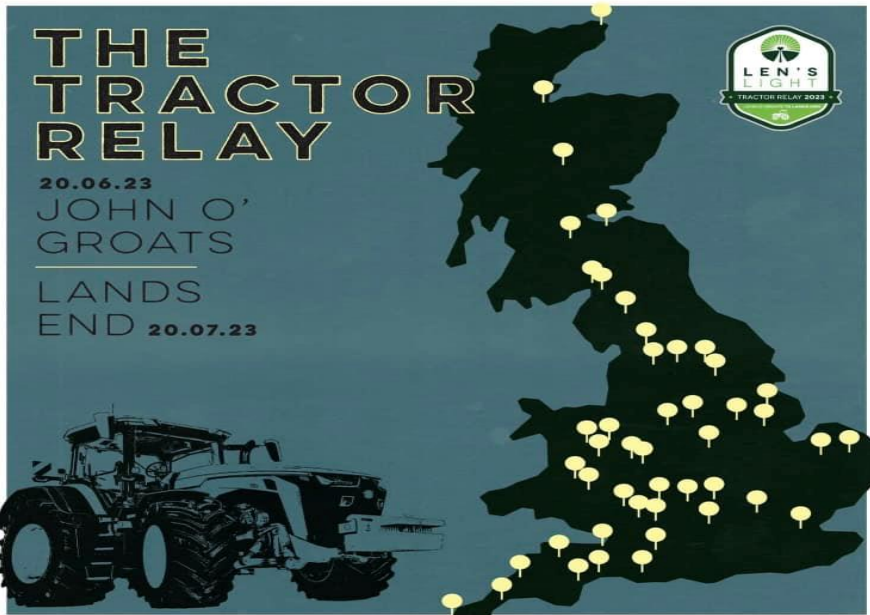 THE
TRACTOR
RELAY
20.06.23
JOHN O'
GROATS
LANDS
END 20.07.23
LEN'S
LIGHT
TRACTOR RELAY 2023